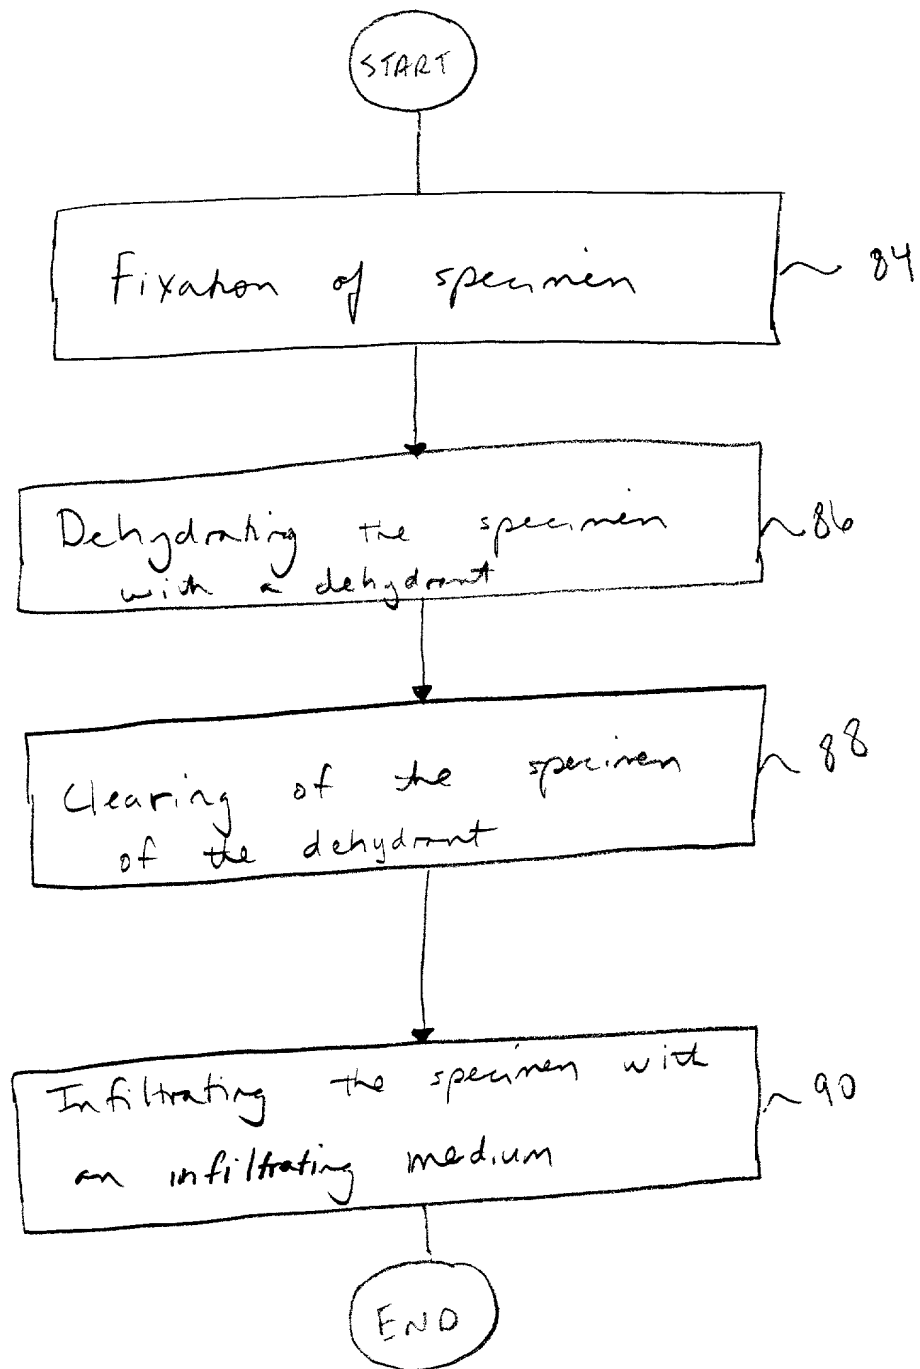 START
Fixation of specimen
84
Dehydrating the specimen
with a dehydrant
86
Clearing of the specimen
of the dehydrant
88
Infiltrating the specimen with
an infiltrating medium
90
END